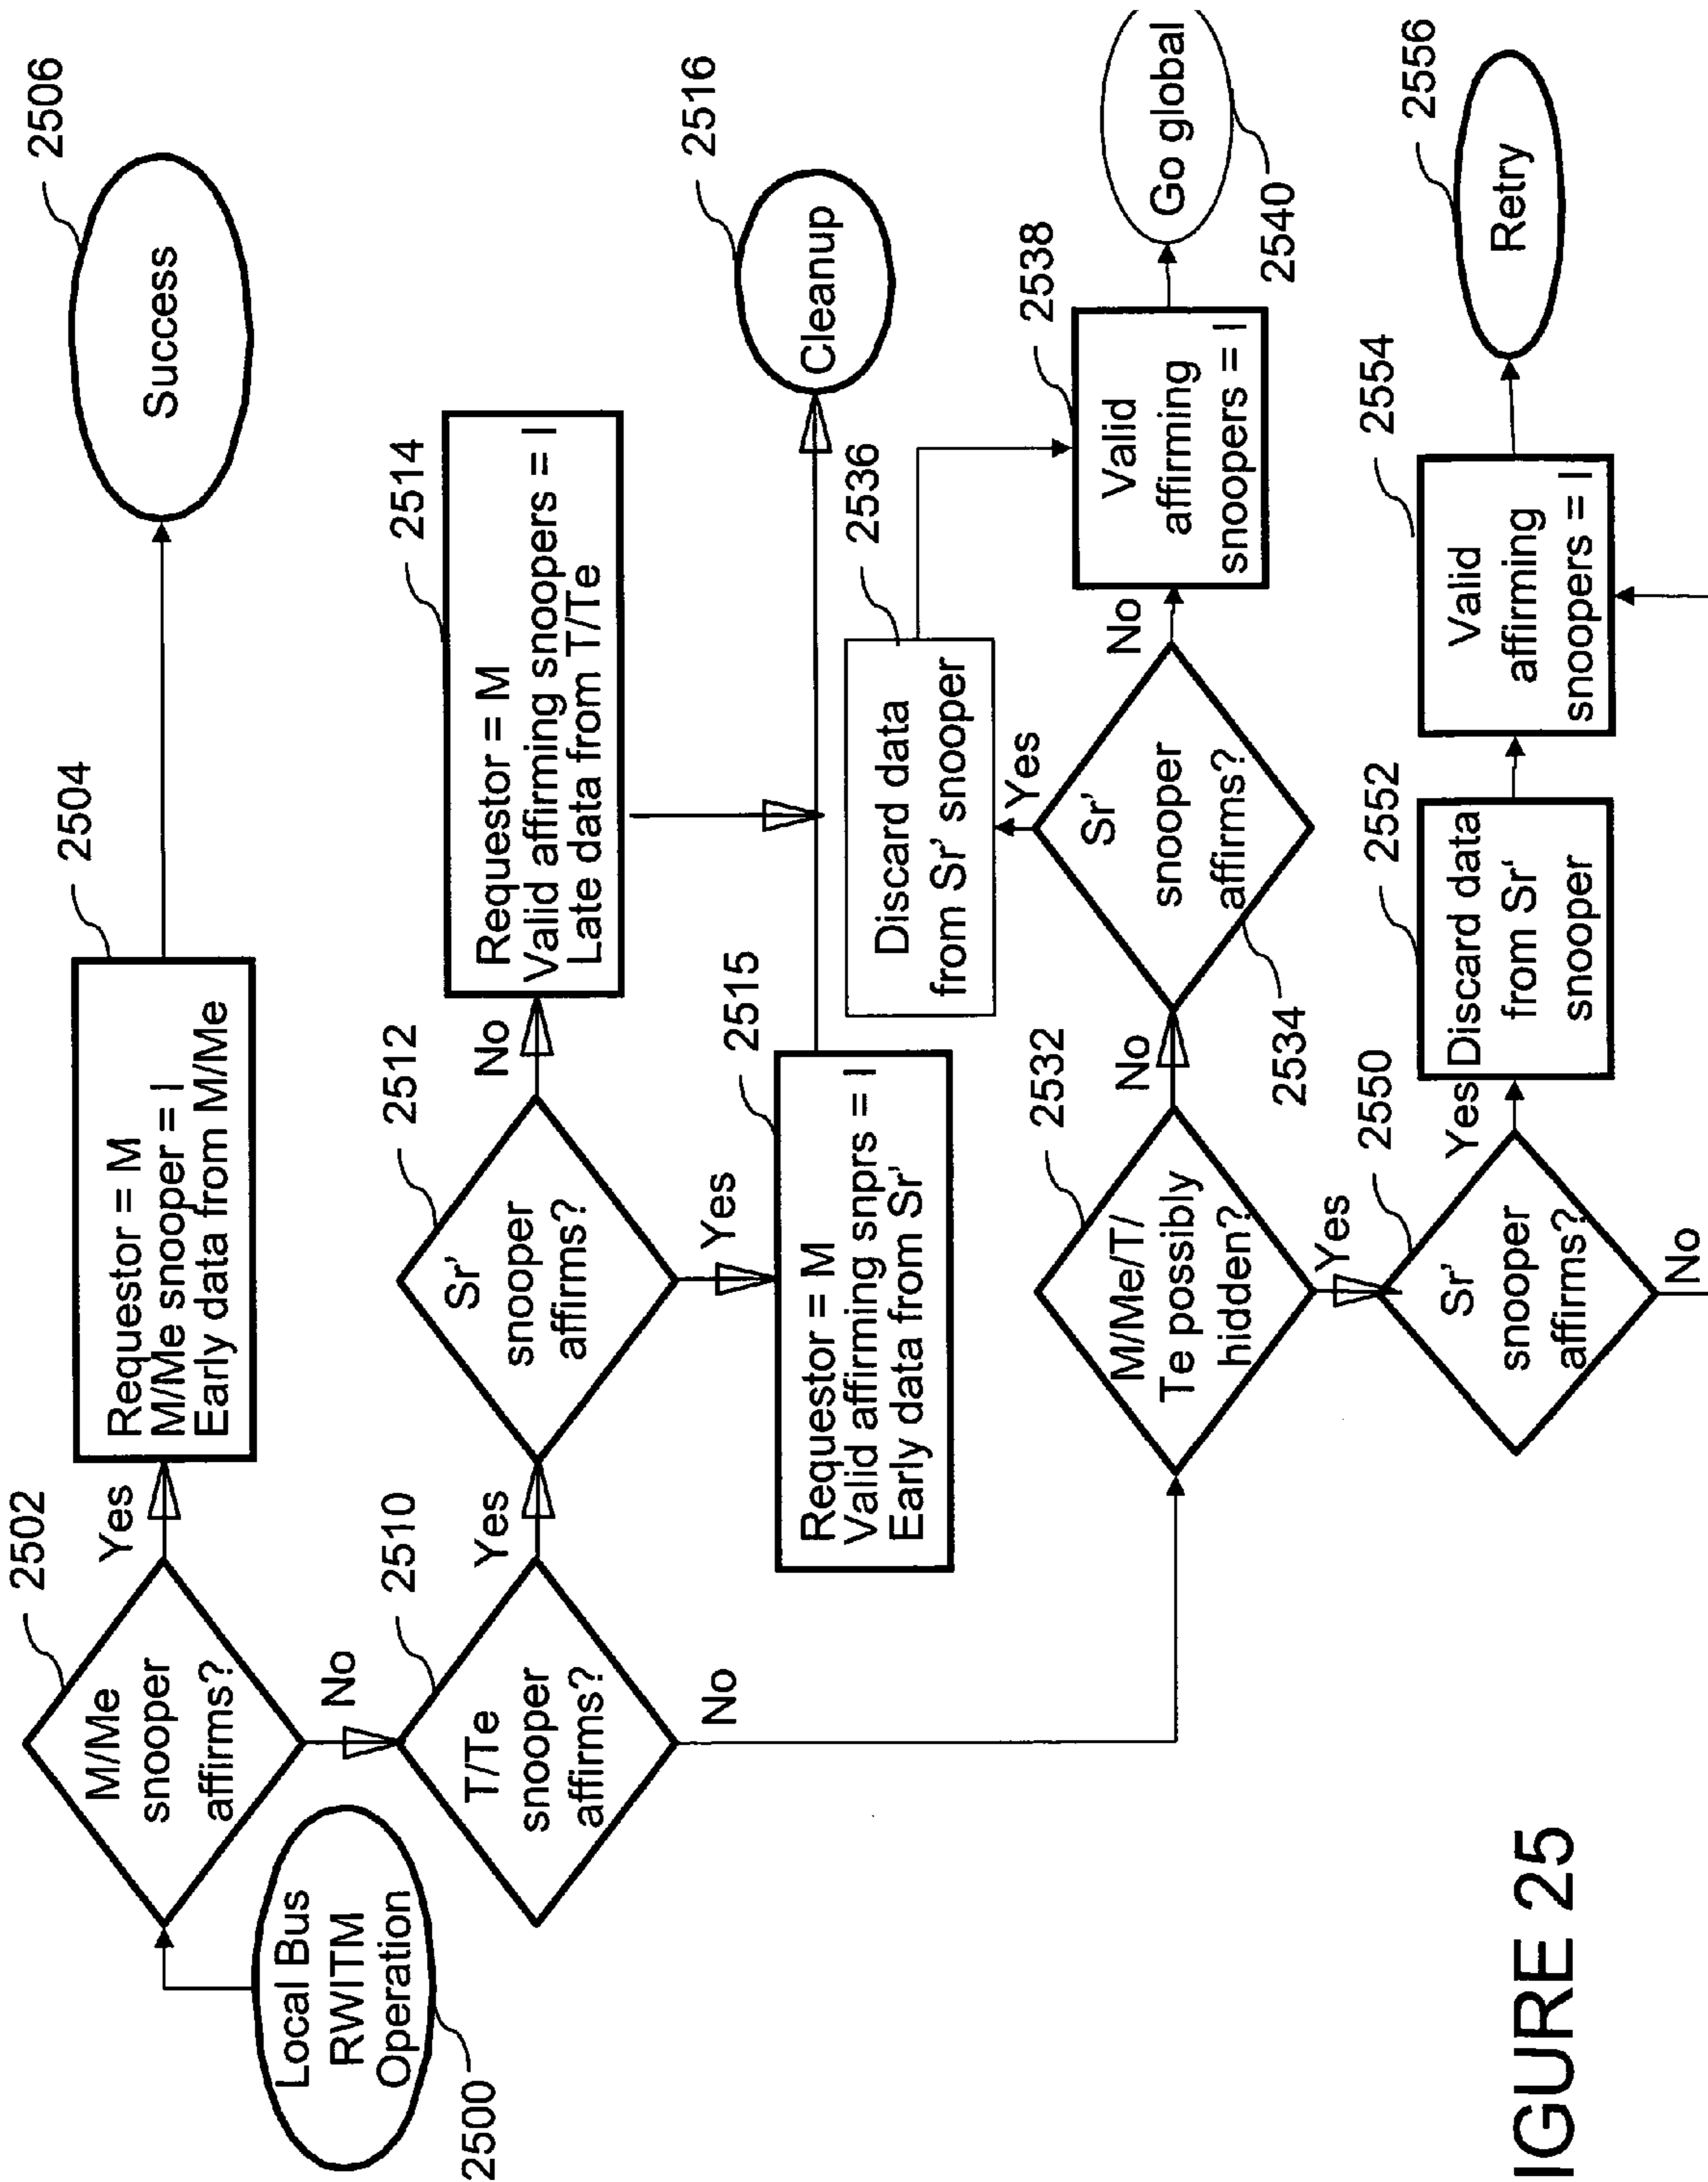 2500
Local Bus
RWITM
Operation
2502
M/Me
snooper
affirms?
Yes
No
2504
Requestor = M
M/Me snooper = I
Early data from M/Me
2506
Success
2510
T/Te
snooper
affirms?
Yes
No
2512
Sr'
snooper
affirms?
No
Yes
2514
Requestor = M
Valid affirming snoopers = I
Late data from T/Te
2515
Requestor = M
Valid affirming snprs = I
Early data from Sr'
2516
Cleanup
2532
M/Me/T/
Te possibly
hidden?
No
Yes
2534
Sr'
snooper
affirms?
Yes
No
2536
Discard data
from Sr' snooper
2538
Valid
affirming
snoopers = I
2540
Go global
2550
Sr'
snooper
affirms?
Yes
No
2552
Discard data
from Sr'
snooper
2554
Valid
affirming
snoopers = I
2556
Retry
IGURE 25